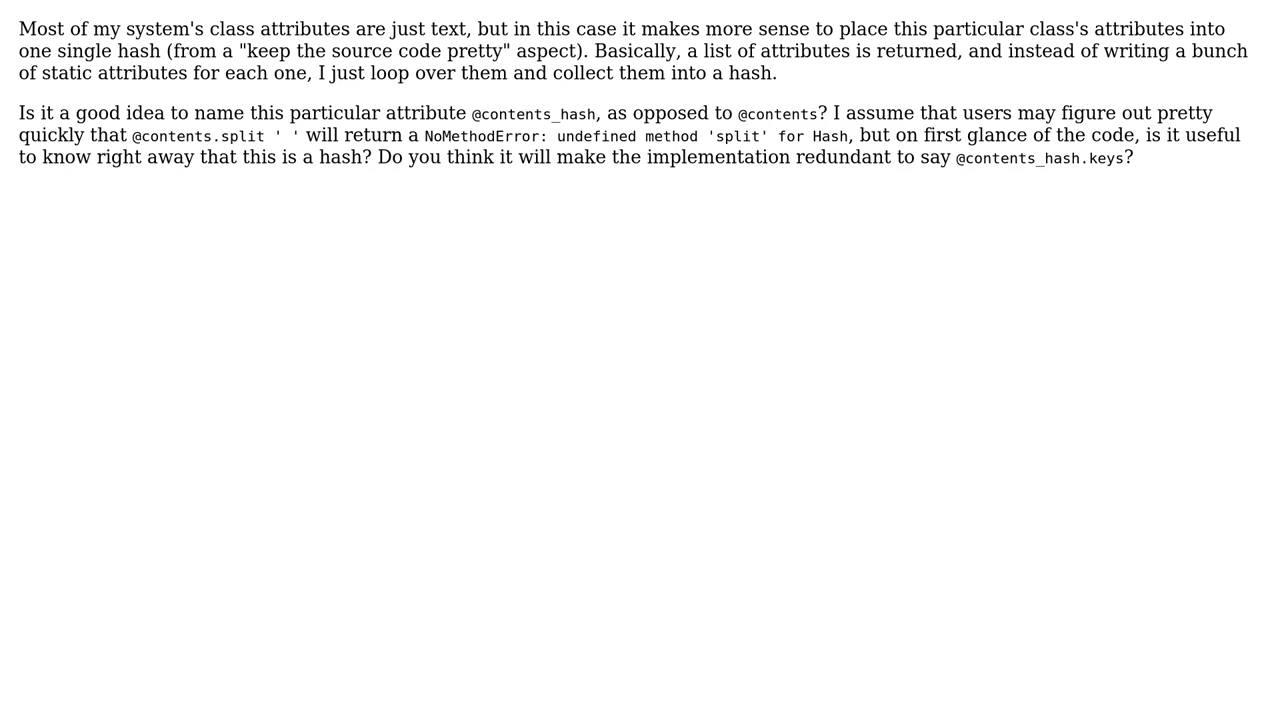 Most of my system's class attributes are just text, but in this case it makes more sense to place this particular class's attributes into
one single hash (from a "keep the source code pretty" aspect). Basically, a list of attributes is returned, and instead of writing a bunch
of static attributes for each one, I just loop over them and collect them into a hash.
Is it a good idea to name this particular attribute @contents_hash, as opposed to @contents? I assume that users may figure out pretty
quickly that @contents.split ' ' will return a NoMethodError: undefined method 'split' for Hash, but on first glance of the code, is it useful
to know right away that this is a hash? Do you think it will make the implementation redundant to say @contents_hash.keys?